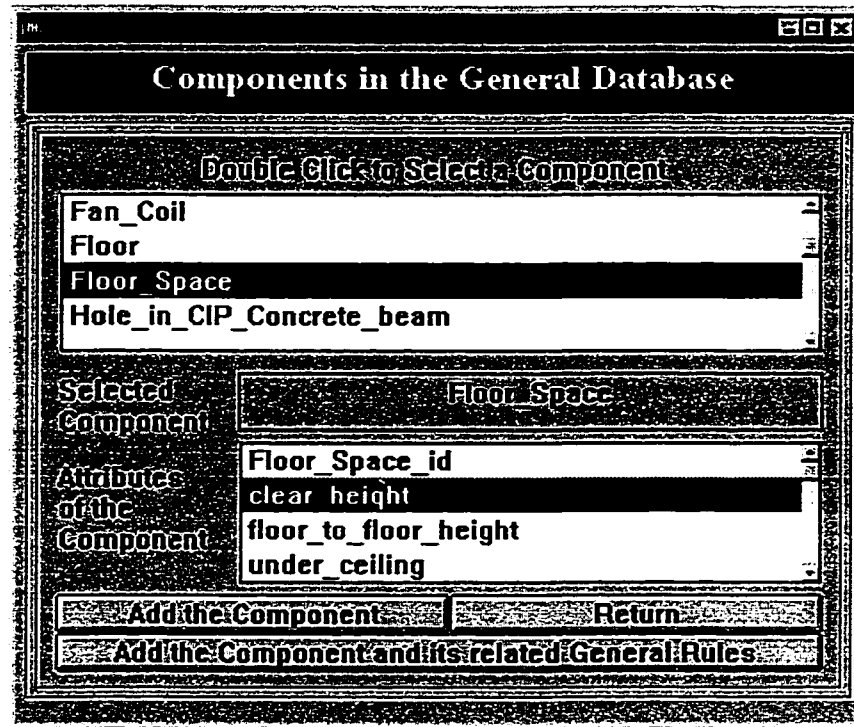 Components in the General Database
Double Click to Select a Component
Fan_Coil
Floor
Floor_Space
Hole_in_CIP_Concrete_beam
Selected
Component
Floor_Space
Attributes
of the
Component
Floor_Space_id
clear_height
floor_to_floor_height
under_ceiling
Add the Component
Return
Add the Component and its related General Rules